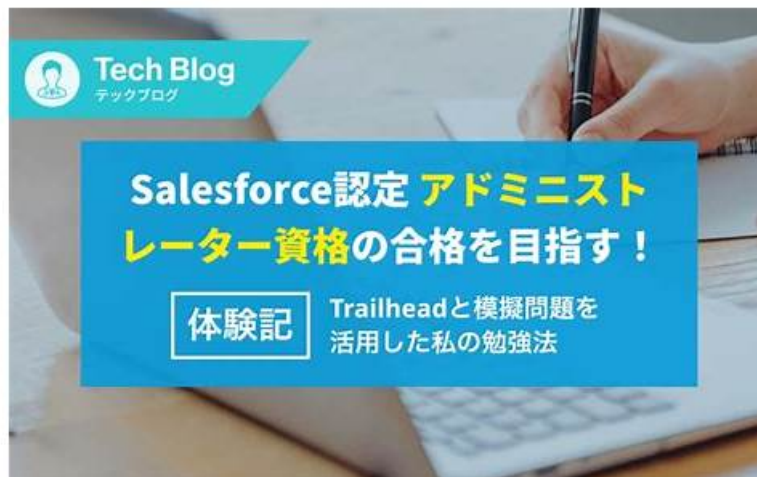 Tech Blog
テックブログ
Salesforce認定 アドミニスト
レーター資格の合格を目指す！
体験記
Trailheadと模擬問題を
活用した私の勉強法